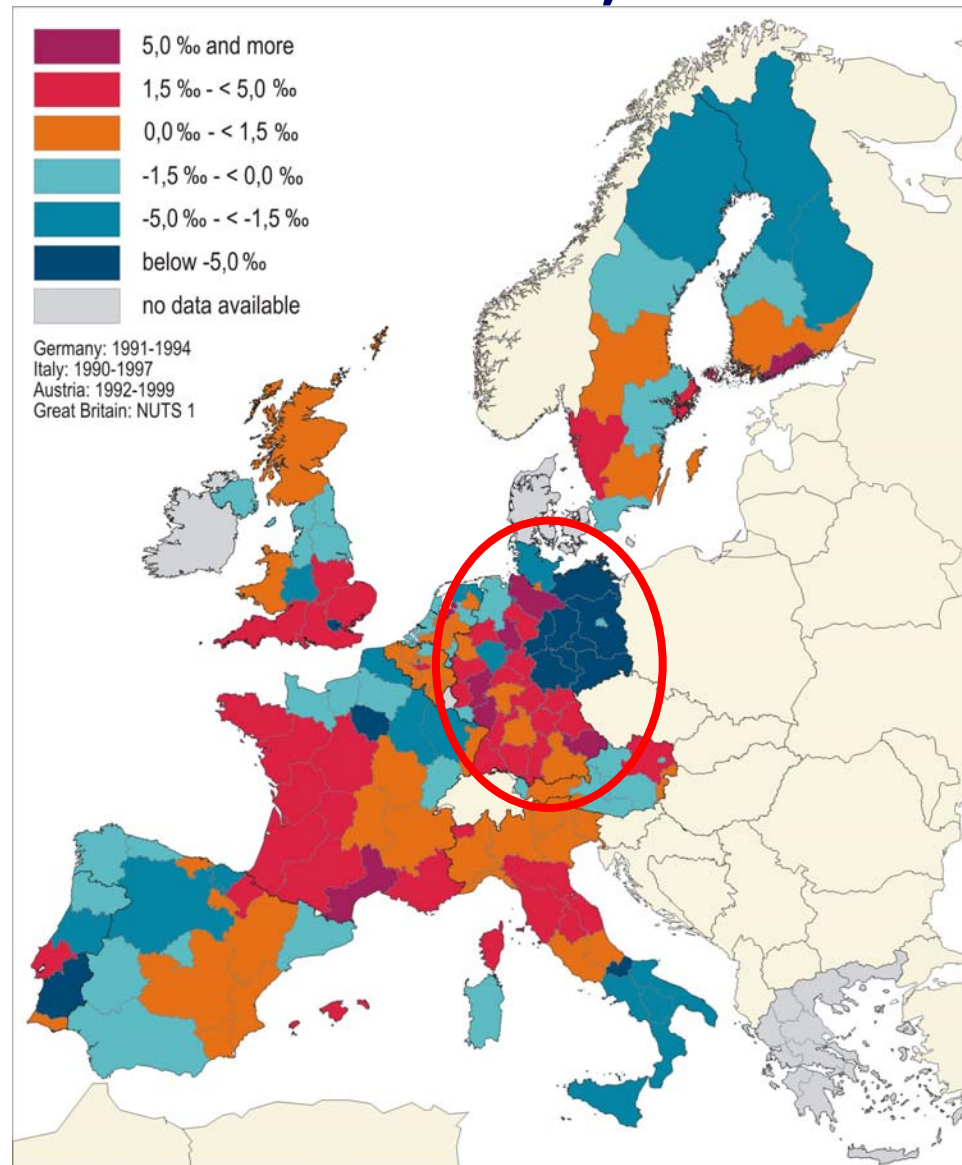 5,0 ‰ and more
1,5 ‰ - < 5,0 ‰
0,0 ‰ - < 1,5 ‰
-1,5 ‰ - < 0,0 ‰
-5,0 ‰ - < -1,5 ‰
below -5,0 ‰
no data available
Germany: 1991-1994
Italy: 1990-1997
Austria: 1992-1999
Great Britain: NUTS 1